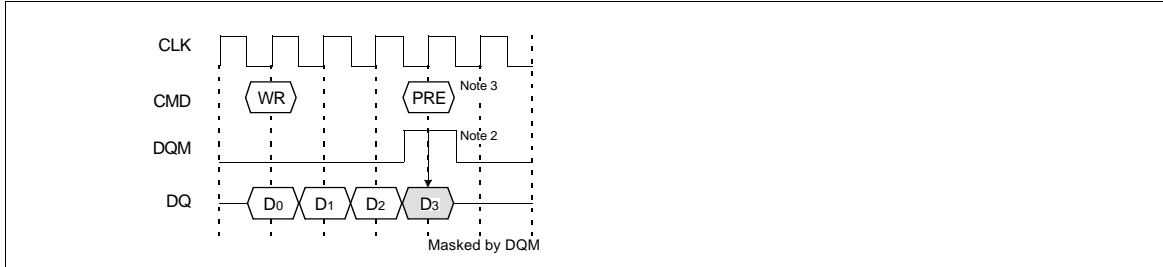 CLK
CMD WR PRE Note 3
DQM Note 2
DQ D0 D1 D2 D3
Masked by DQM